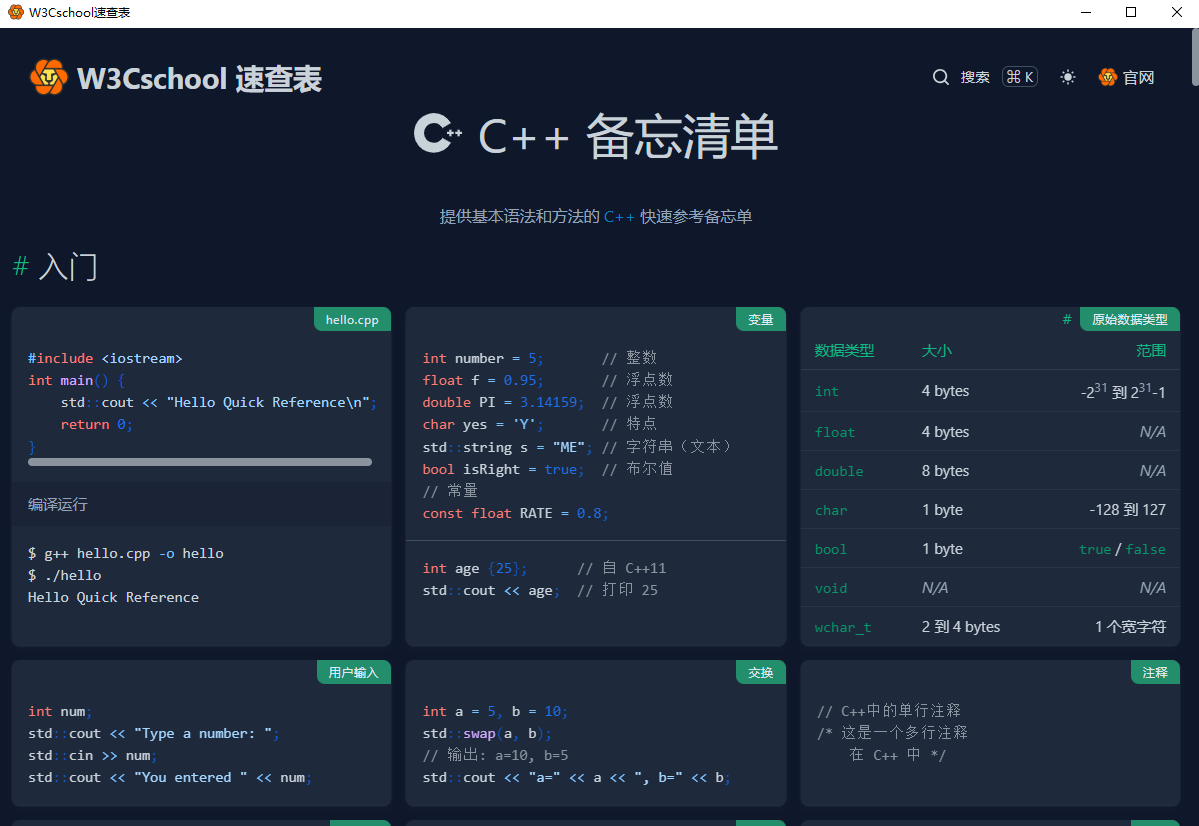 W3Cschool速查表
W3Cschool 速查表
搜索 ⌘ K 官网
C++ C++ 备忘清单
提供基本语法和方法的 C++ 快速参考备忘单
# 入门
hello.cpp
#include <iostream>
int main() {
    std::cout << "Hello Quick Reference\n";
    return 0;
}
编译运行
$ g++ hello.cpp -o hello
$ ./hello
Hello Quick Reference
变量
int number = 5;       // 整数
float f = 0.95;       // 浮点数
double PI = 3.14159;  // 浮点数
char yes = 'Y';       // 特点
std::string s = "ME"; // 字符串（文本）
bool isRight = true;  // 布尔值
// 常量
const float RATE = 0.8;
int age {25};      // 自 C++11
std::cout << age;  // 打印 25
# 原始数据类型
数据类型 大小 范围
int 4 bytes -2^31 到 2^31-1
float 4 bytes N/A
double 8 bytes N/A
char 1 byte -128 到 127
bool 1 byte true / false
void N/A N/A
wchar_t 2 到 4 bytes 1 个宽字符
用户输入
int num;
std::cout << "Type a number: ";
std::cin >> num;
std::cout << "You entered " << num;
交换
int a = 5, b = 10;
std::swap(a, b);
// 输出: a=10, b=5
std::cout << "a=" << a << ", b=" << b;
注释
// C++中的单行注释
/* 这是一个多行注释
    在 C++ 中 */